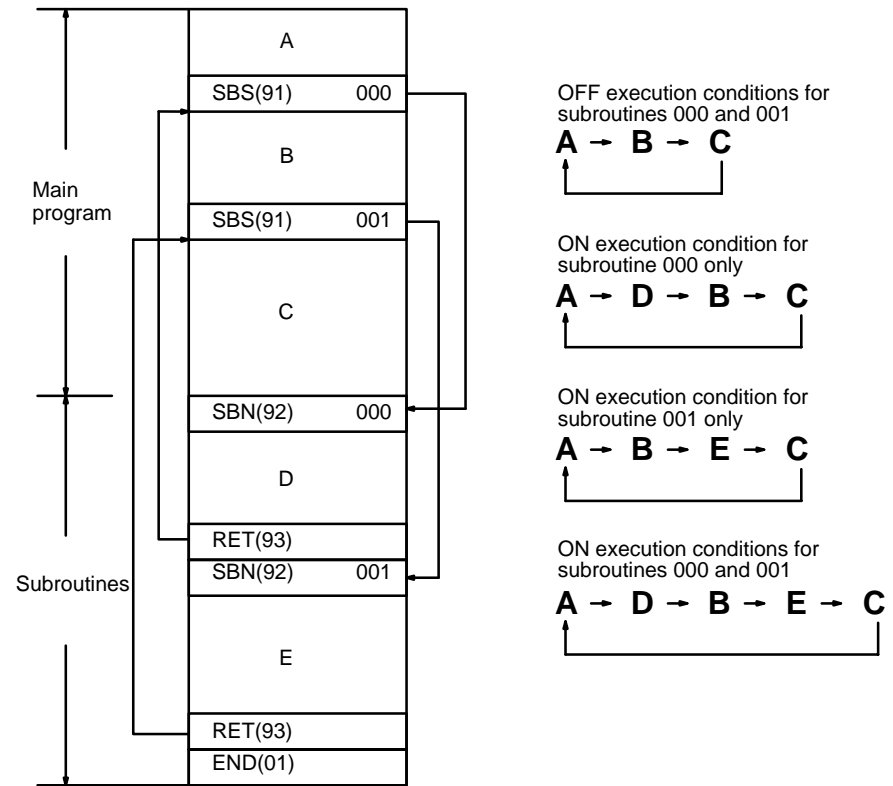 A
SBS(91) 000
B
Main
program
SBS(91) 001
C
SBN(92) 000
D
RET(93)
SBN(92) 001
Subroutines
E
RET(93)
END(01)
OFF execution conditions for
subroutines 000 and 001
A → B → C
ON execution condition for
subroutine 000 only
A → D → B → C
ON execution condition for
subroutine 001 only
A → B → E → C
ON execution conditions for
subroutines 000 and 001
A → D → B → E → C